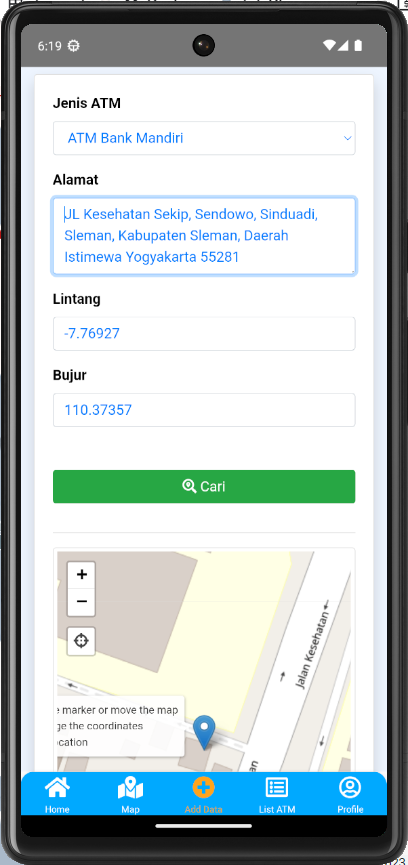 6:19
Jenis ATM
ATM Bank Mandiri
Alamat
JL Kesehatan Sekip, Sendowo, Sinduadi,
Sleman, Kabupaten Sleman, Daerah
Istimewa Yogyakarta 55281
Lintang
-7.76927
Bujur
110.37357
Cari
+
−
Jalan Kesehatan
marker or move the map
ge the coordinates
ocation
an
Home
Map
Add Data
List ATM
Profile